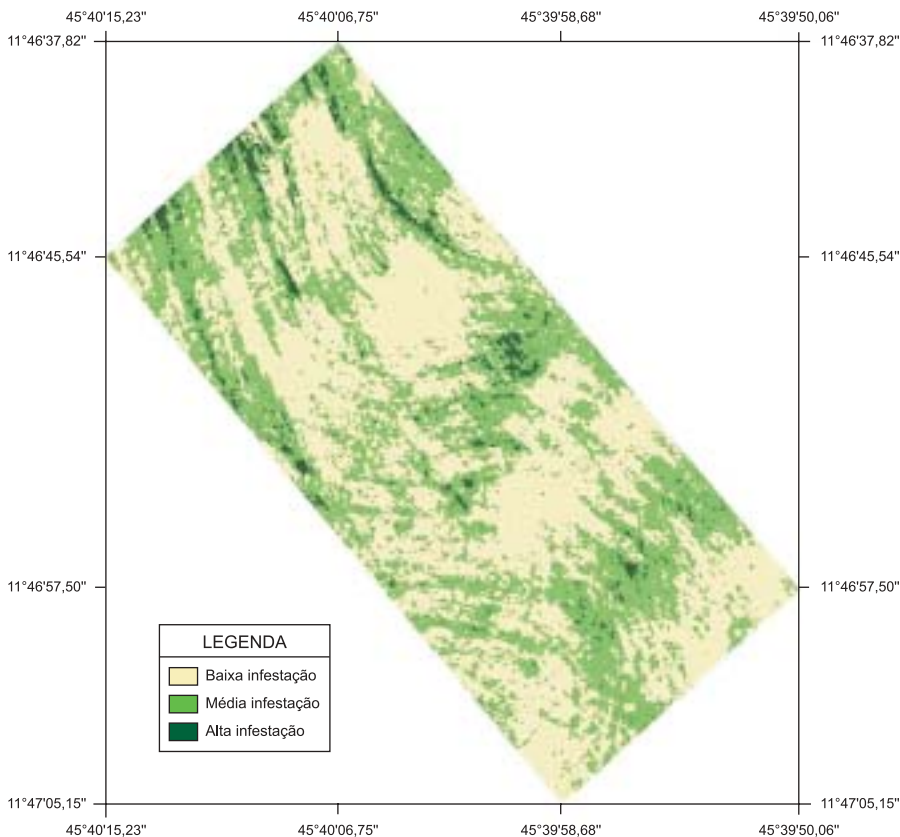 45°40'15,23" 45°40'06,75" 45°39'58,68" 45°39'50,06"
11°46'37,82" 11°46'37,82"
11°46'45,54" 11°46'45,54"
11°46'57,50" 11°46'57,50"
LEGENDA
Baixa infestação
Média infestação
Alta infestação
11°47'05,15" 11°47'05,15"
45°40'15,23" 45°40'06,75" 45°39'58,68" 45°39'50,06"